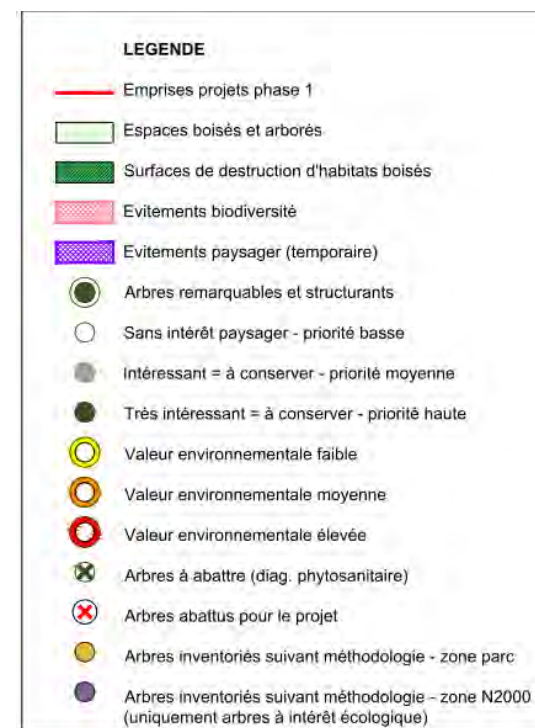 LEGENDE
Emprises projets phase 1
Espaces boisés et arborés
Surfaces de destruction d'habitats boisés
Evitements biodiversité
Evitements paysager (temporaire)
Arbres remarquables et structurants
Sans intérêt paysager - priorité basse
Intéressant = à conserver - priorité moyenne
Très intéressant = à conserver - priorité haute
Valeur environnementale faible
Valeur environnementale moyenne
Valeur environnementale élevée
Arbres à abattre (diag. phytosanitaire)
Arbres abattus pour le projet
Arbres inventoriés suivant méthodologie - zone parc
Arbres inventoriés suivant méthodologie - zone N2000
(uniquement arbres à intérêt écologique)